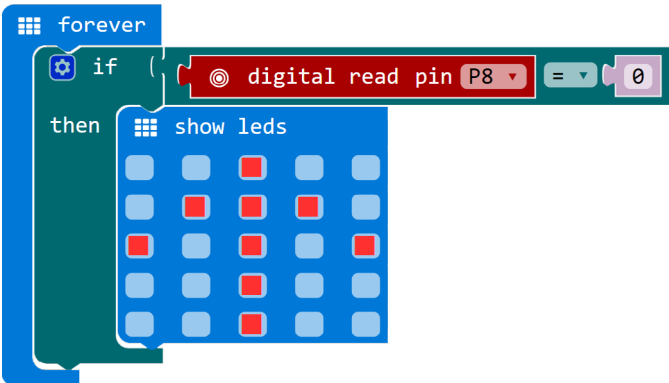 forever
if ( digital read pin P8 = 0
then show leds